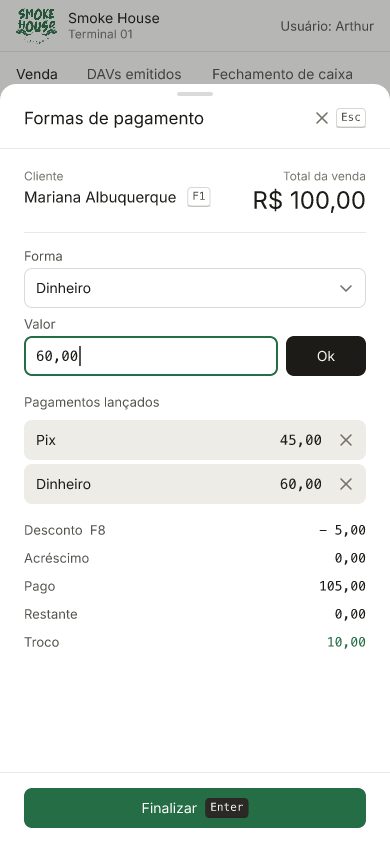 SMOKE
HOUSE
Smoke House
Terminal 01
Usuário: Arthur
Venda DAVs emitidos Fechamento de caixa
Formas de pagamento
Esc
Cliente
Mariana Albuquerque F1
Total da venda
R$ 100,00
Forma
Dinheiro
Valor
60,00
Ok
Pagamentos lançados
Pix 45,00
Dinheiro 60,00
Desconto F8 − 5,00
Acréscimo 0,00
Pago 105,00
Restante 0,00
Troco 10,00
Finalizar Enter